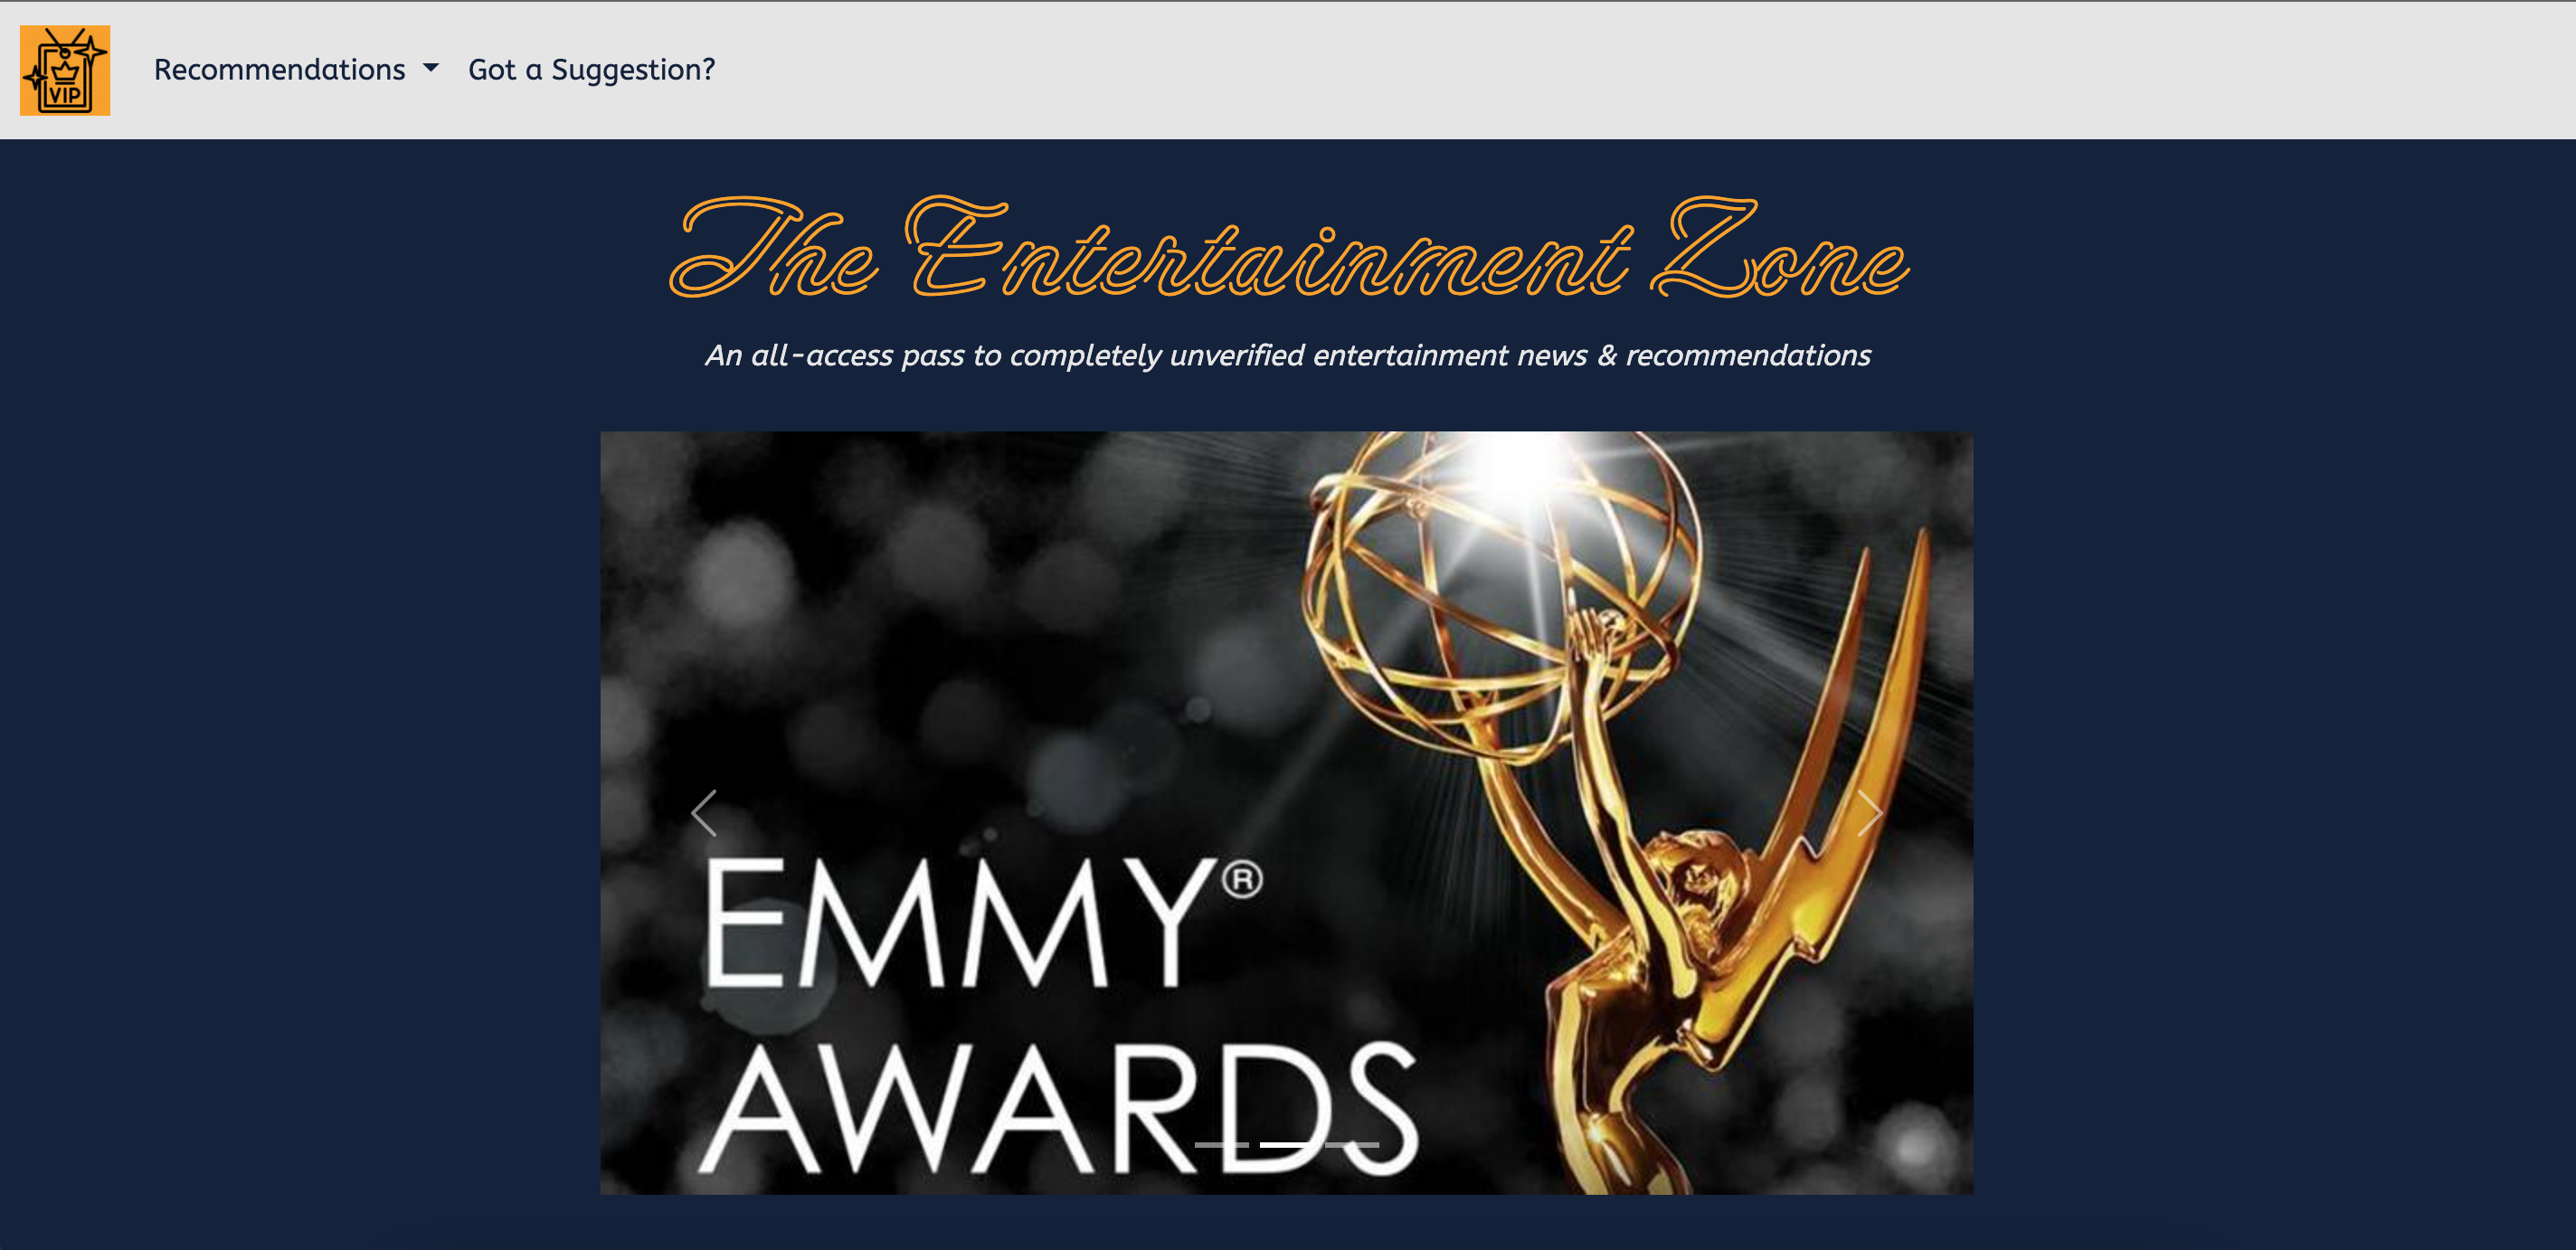 VIP
Recommendations
Got a Suggestion?
The Entertainment Zone
An all-access pass to completely unverified entertainment news & recommendations
EMMY®
AWARDS